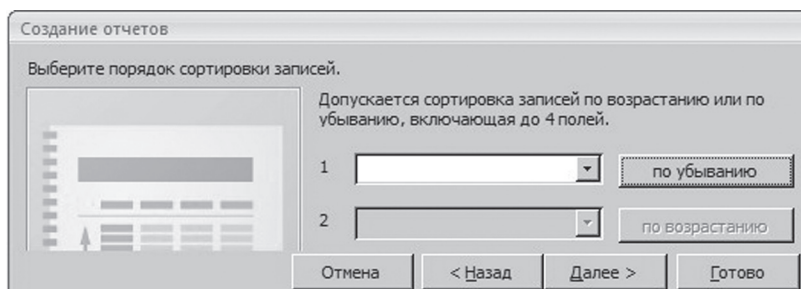 Создание отчетов
Выберите порядок сортировки записей.
Допускается сортировка записей по возрастанию или по
убыванию, включающая до 4 полей.
1 по убыванию
2 по возрастанию
Отмена < Назад Далее > Готово